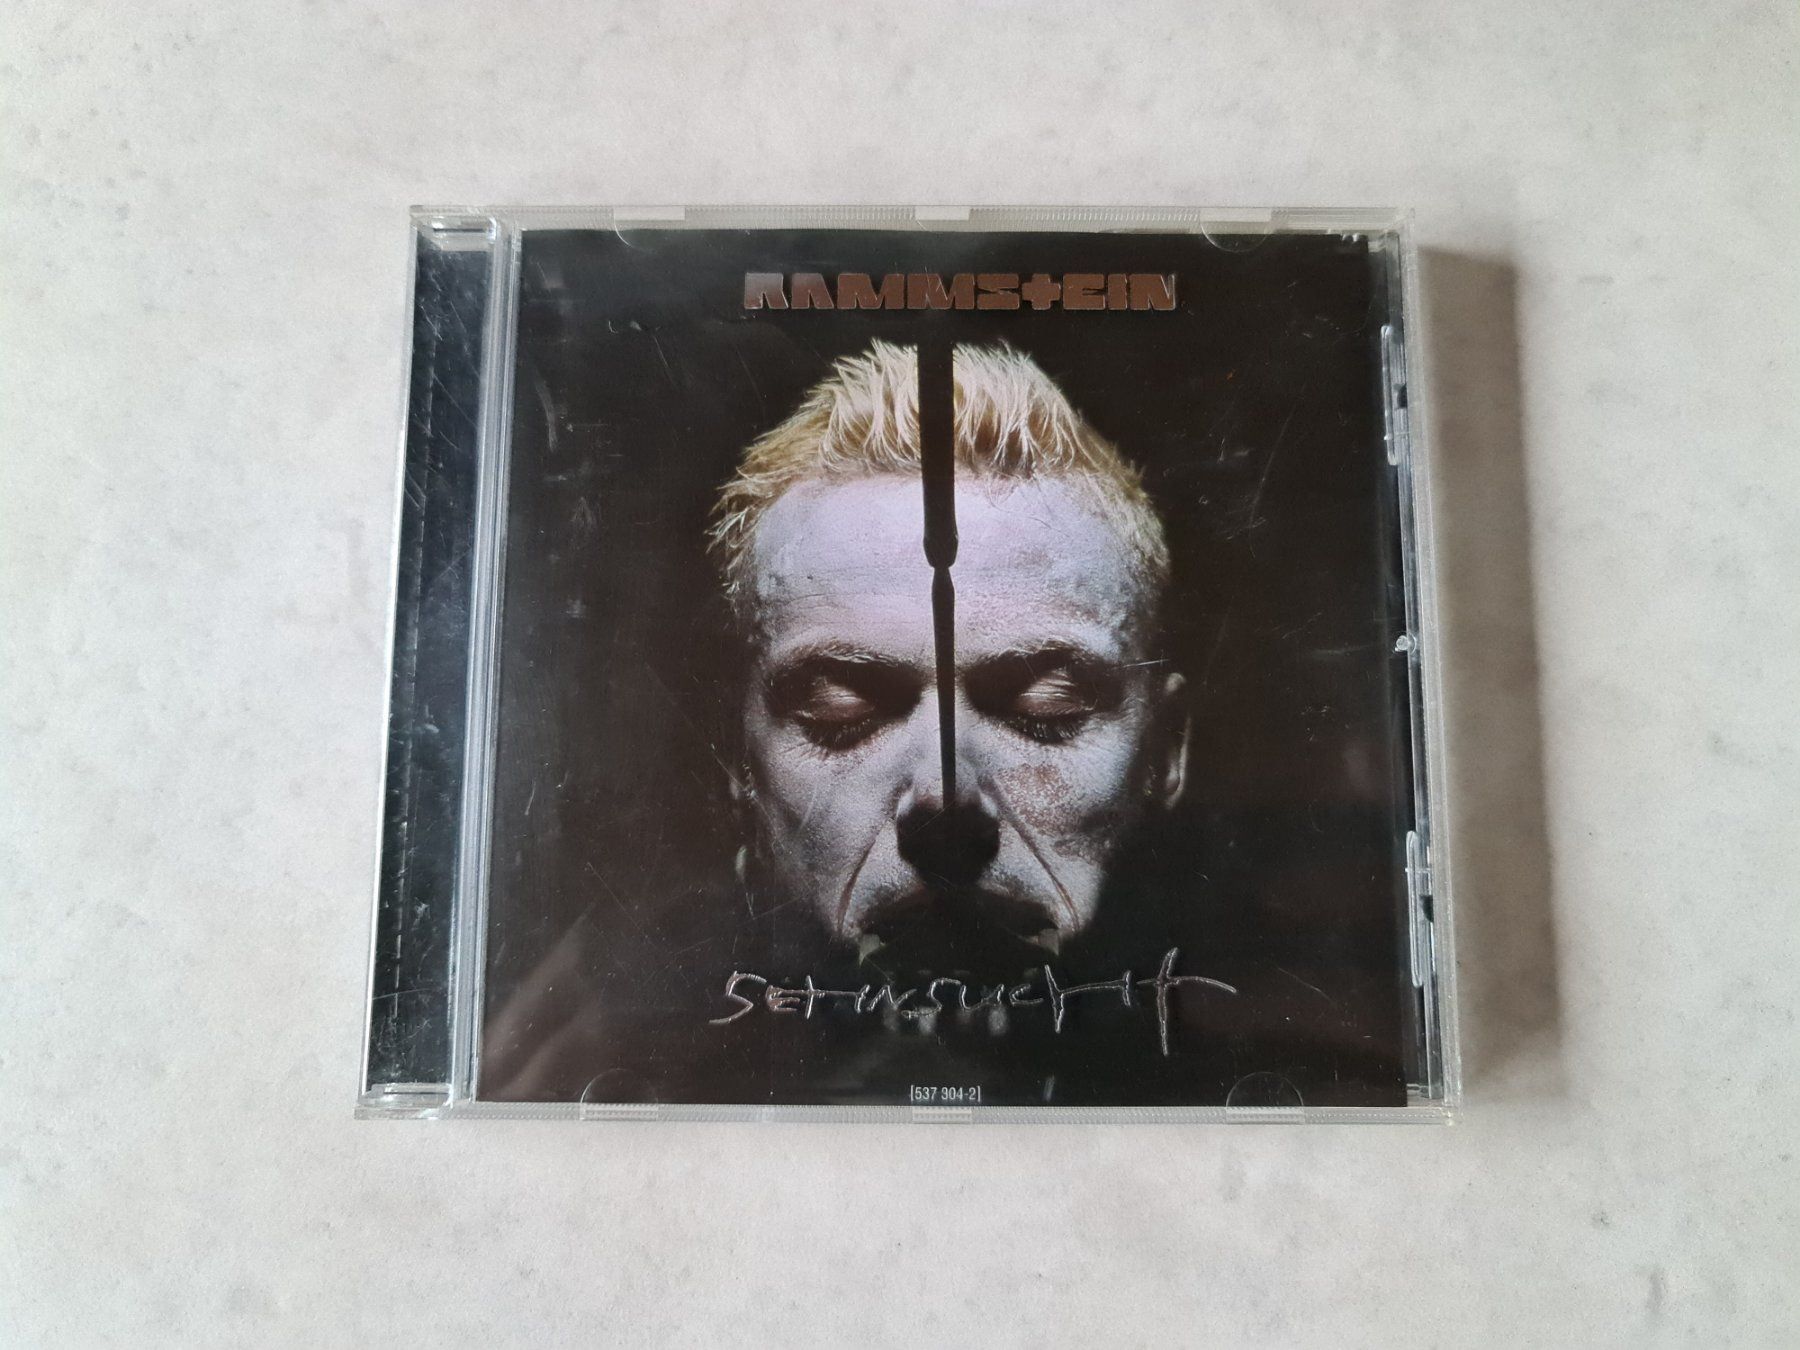 RAMMSTEIN
SEHNSUCHT
[537 304-2]